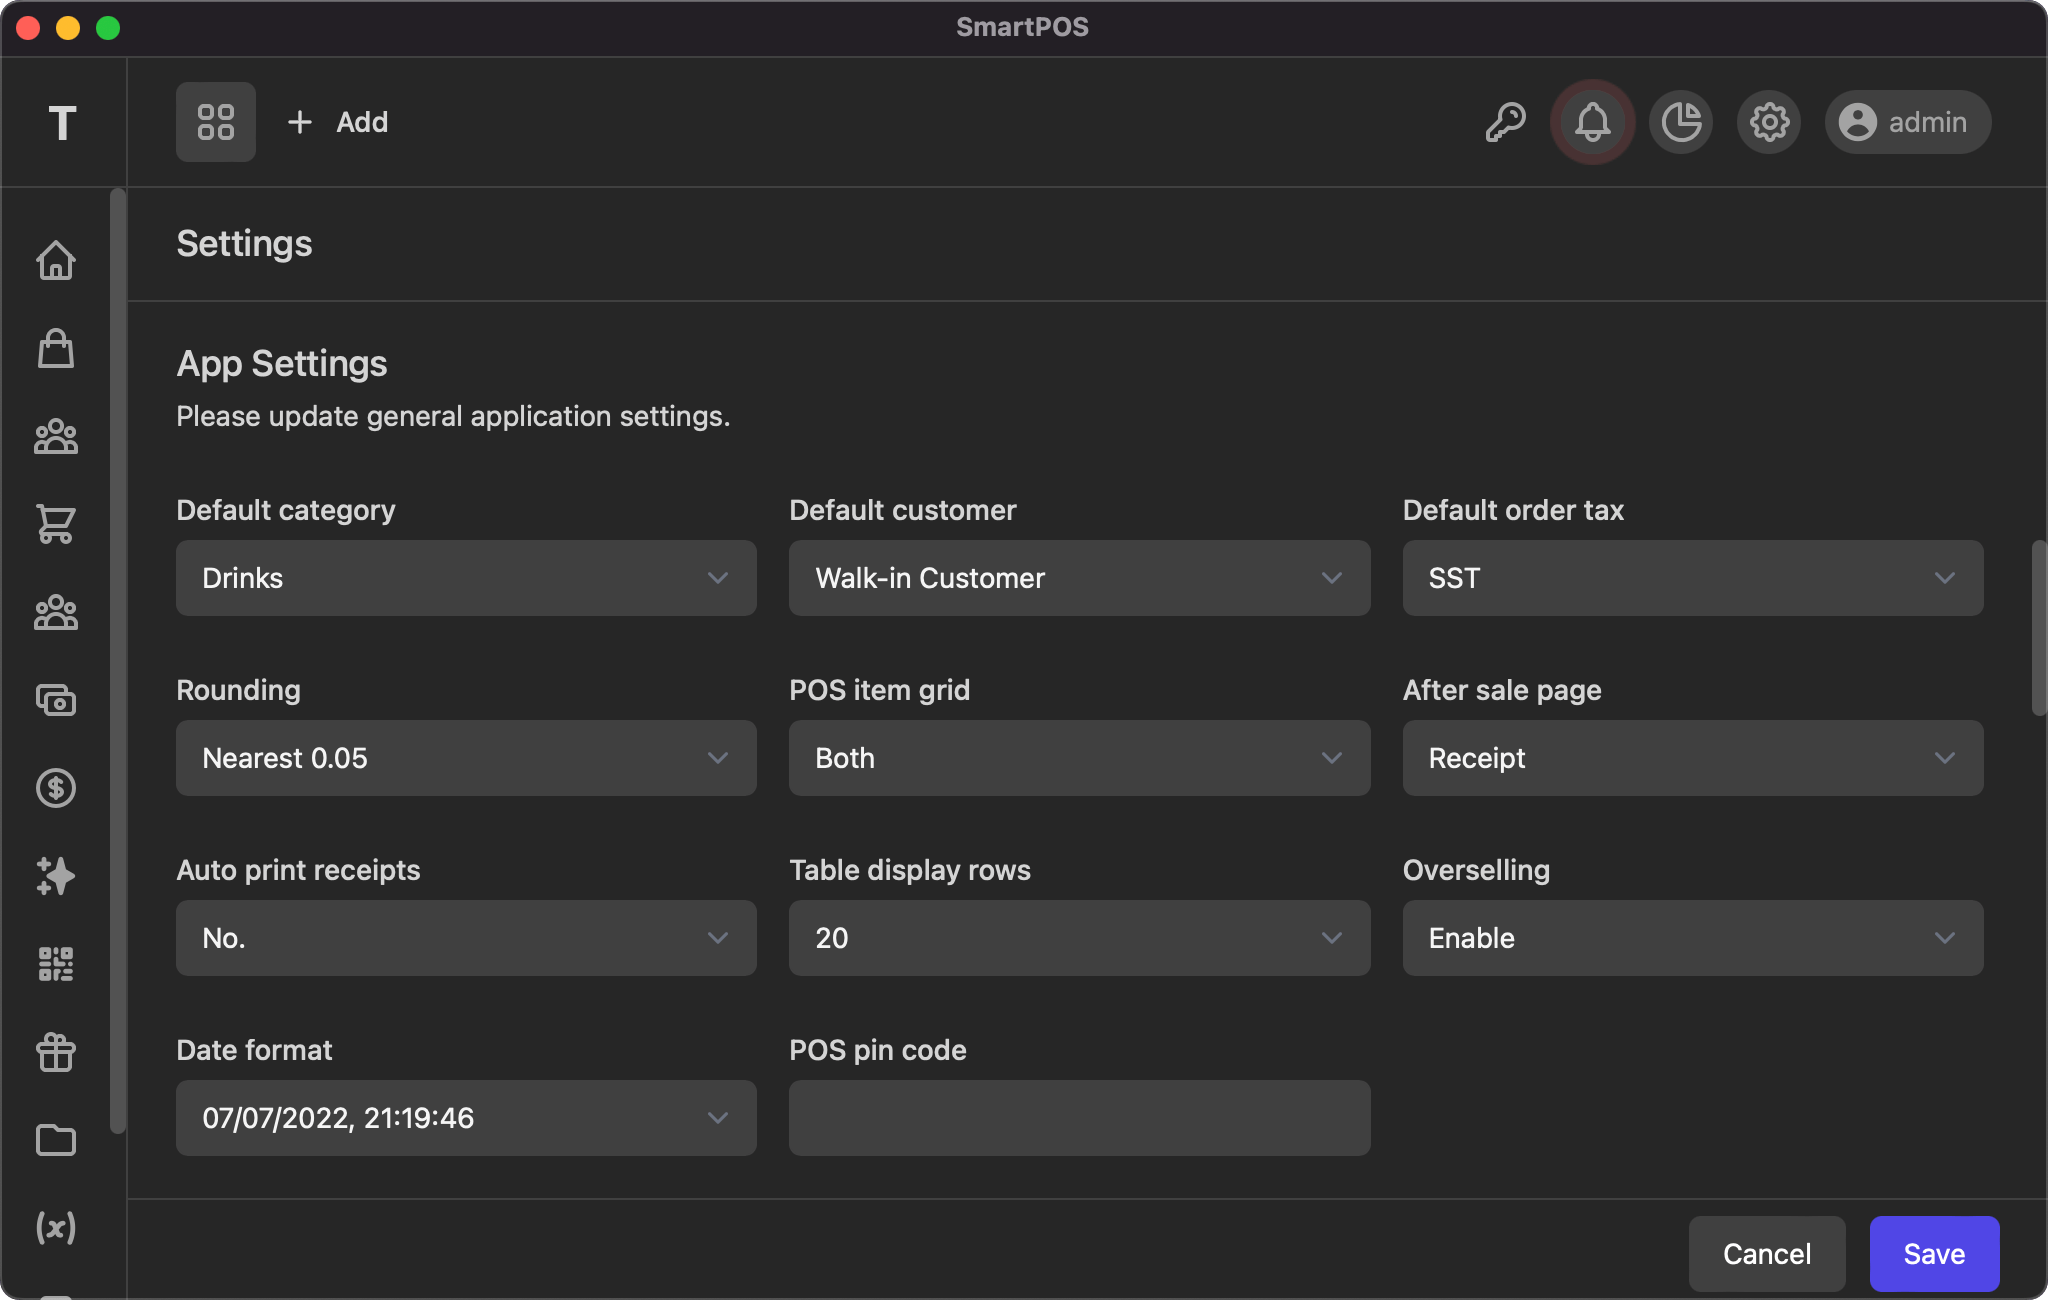 SmartPOS
T
Add
admin
Settings
App Settings
Please update general application settings.
Default category
Default customer
Default order tax
Drinks
Walk-in Customer
SST
Rounding
POS item grid
After sale page
Nearest 0.05
Both
Receipt
Auto print receipts
Table display rows
Overselling
No.
20
Enable
Date format
POS pin code
07/07/2022, 21:19:46
(x)
Cancel
Save